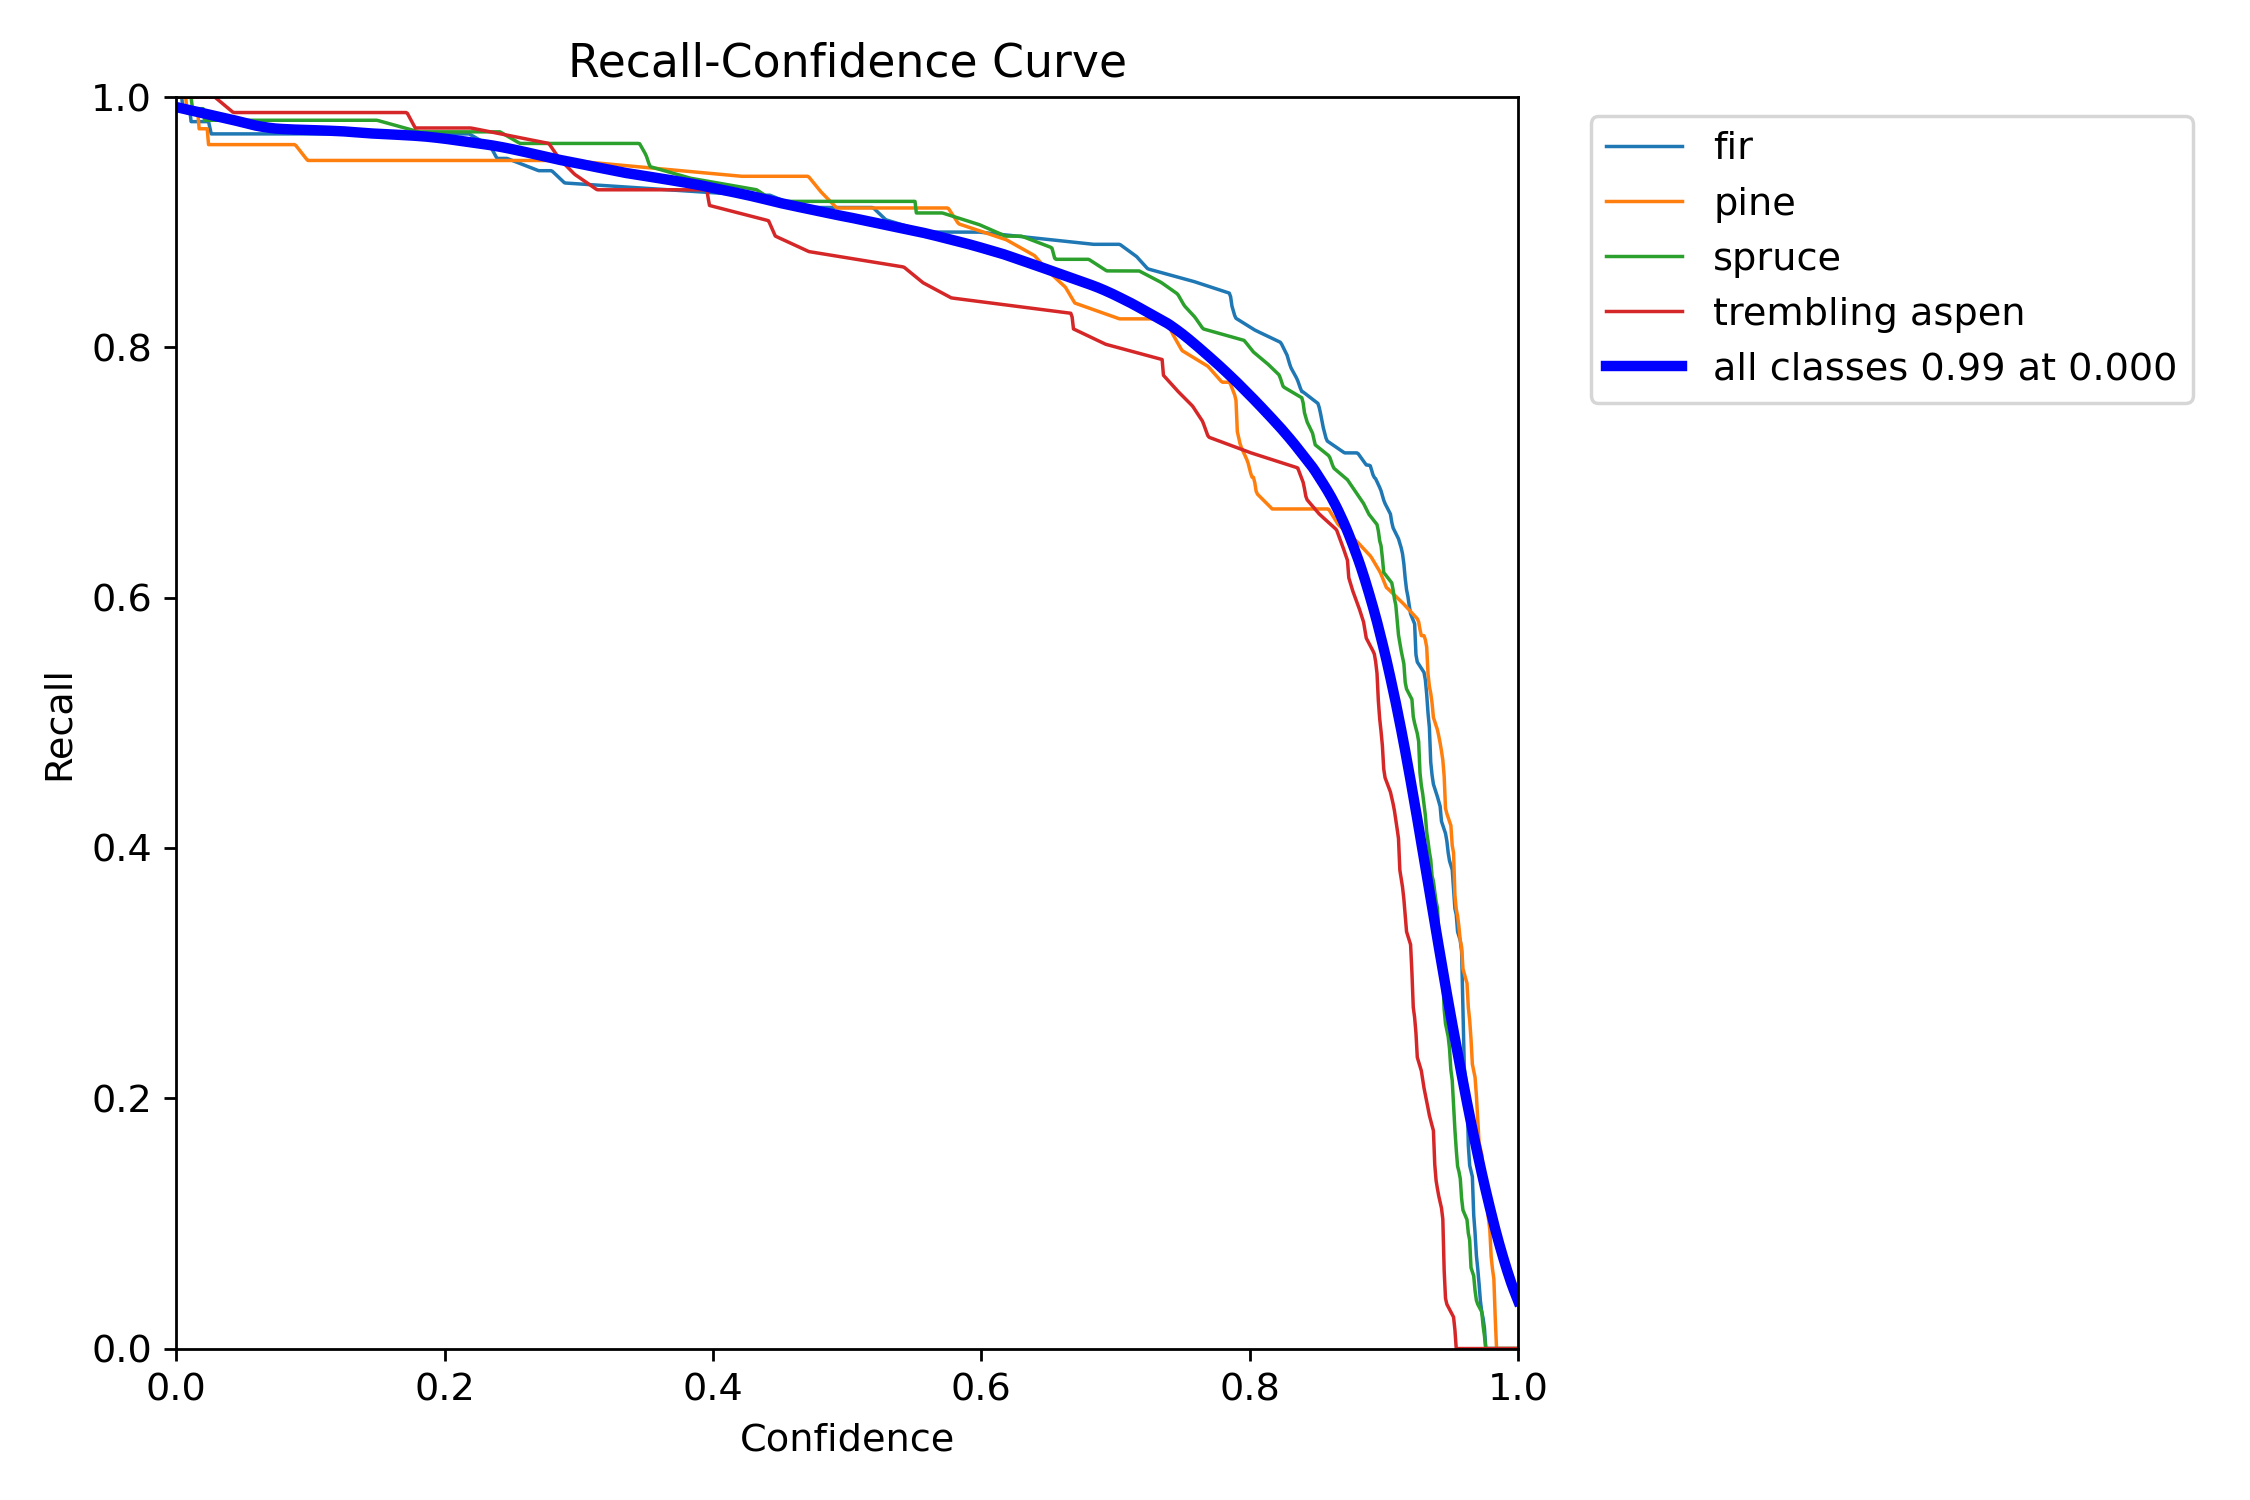 Recall-Confidence Curve
1.0
0.8
0.6
0.4
0.2
0.0
Recall
0.0 0.2 0.4 0.6 0.8 1.0
Confidence
fir
pine
spruce
trembling aspen
all classes 0.99 at 0.000